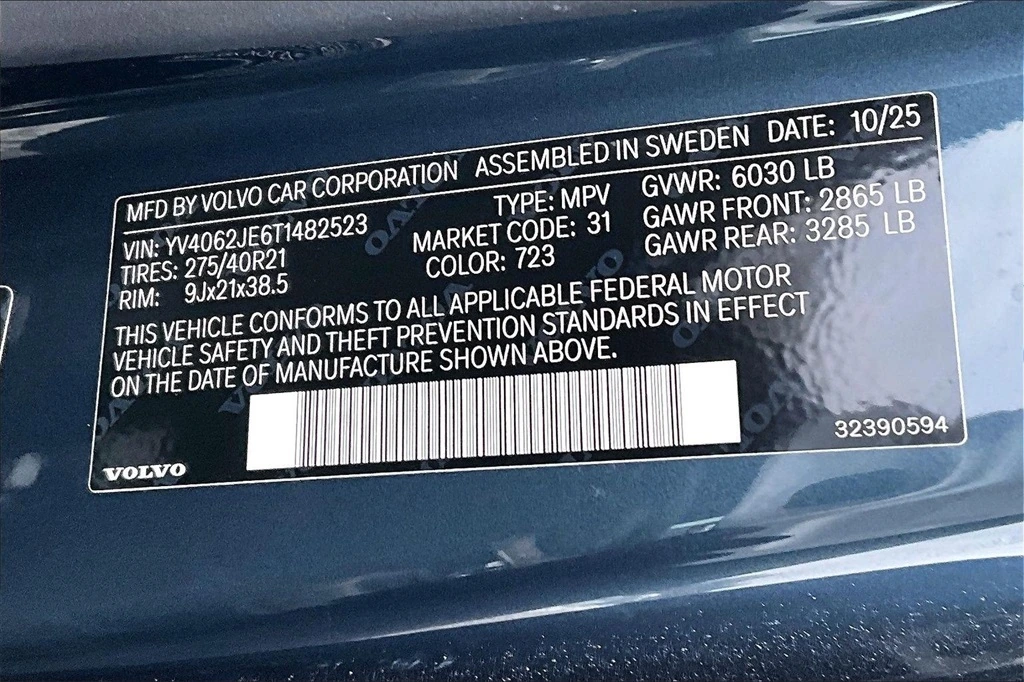 MFD BY VOLVO CAR CORPORATION ASSEMBLED IN SWEDEN DATE: 10/25
VIN: YV4062JE6T1482523 TYPE: MPV GVWR: 6030 LB
TIRES: 275/40R21 MARKET CODE: 31 GAWR FRONT: 2865 LB
RIM: 9Jx21x38.5 COLOR: 723 GAWR REAR: 3285 LB
THIS VEHICLE CONFORMS TO ALL APPLICABLE FEDERAL MOTOR
VEHICLE SAFETY AND THEFT PREVENTION STANDARDS IN EFFECT
ON THE DATE OF MANUFACTURE SHOWN ABOVE.
32390594
VOLVO